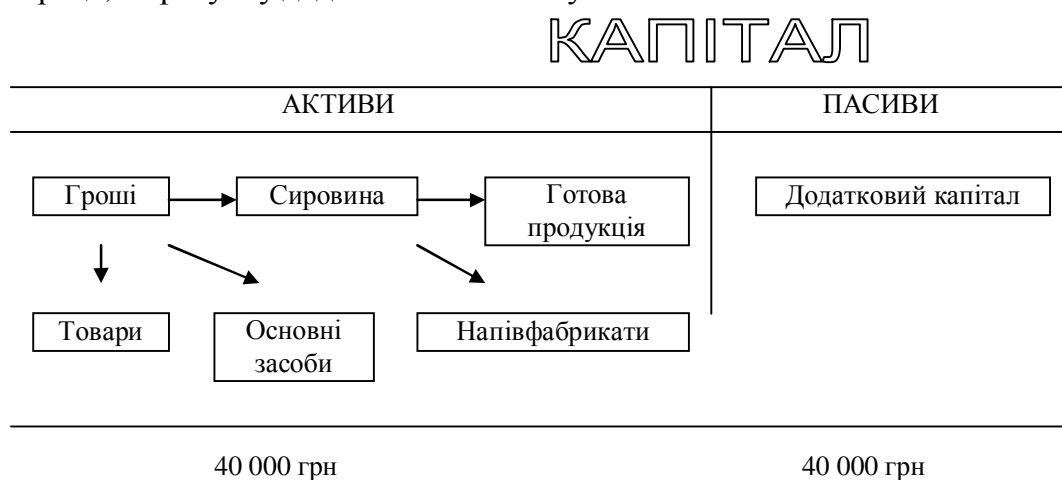 КАПІТАЛ
АКТИВИ ПАСИВИ
Гроші Сировина Готова
продукція Додатковий капітал
Товари Основні
засоби Напівфабрикати
40 000 грн 40 000 грн